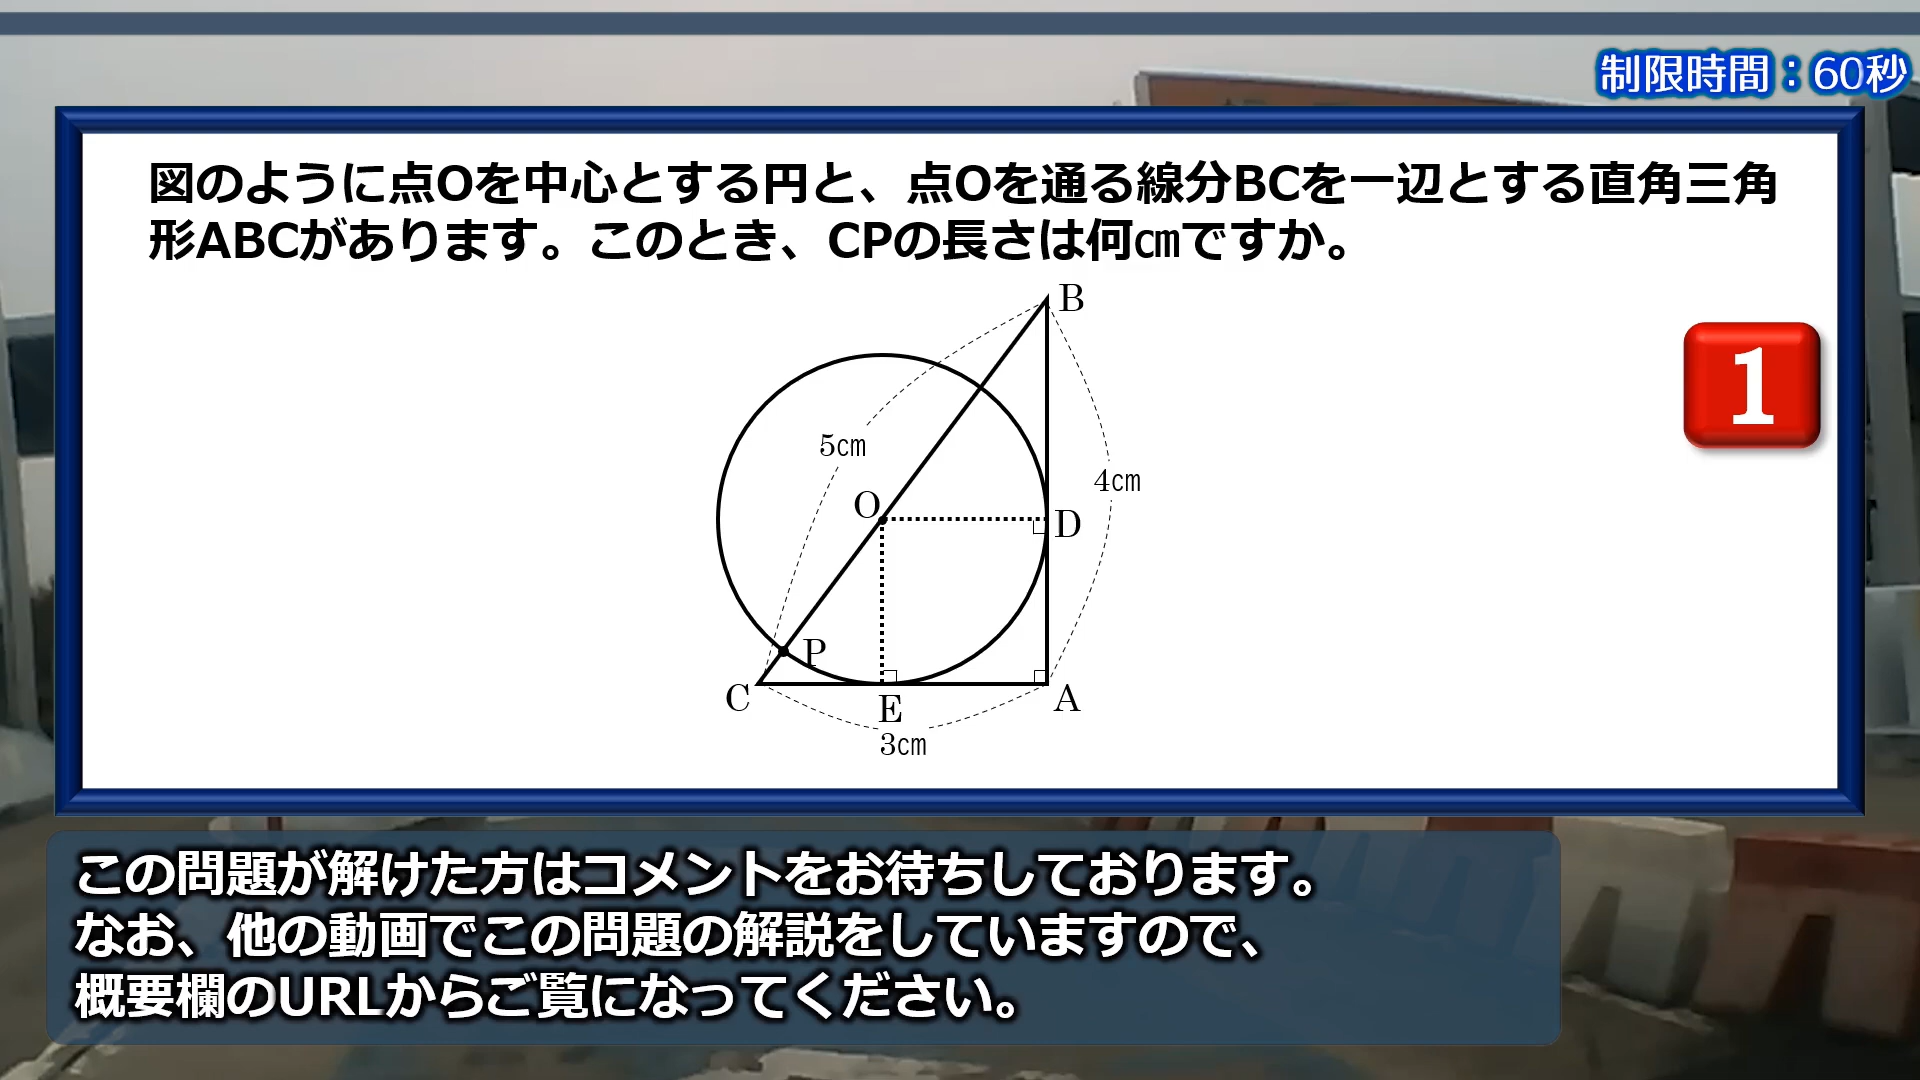 制限時間：60秒
図のように点Oを中心とする円と、点Oを通る線分BCを一辺とする直角三角
形ABCがあります。このとき、CPの長さは何㎝ですか。
B
1
5㎝
4㎝
O
D
P
C
E
A
3㎝
この問題が解けた方はコメントをお待ちしております。
なお、他の動画でこの問題の解説をしていますので、
概要欄のURLからご覧になってください。